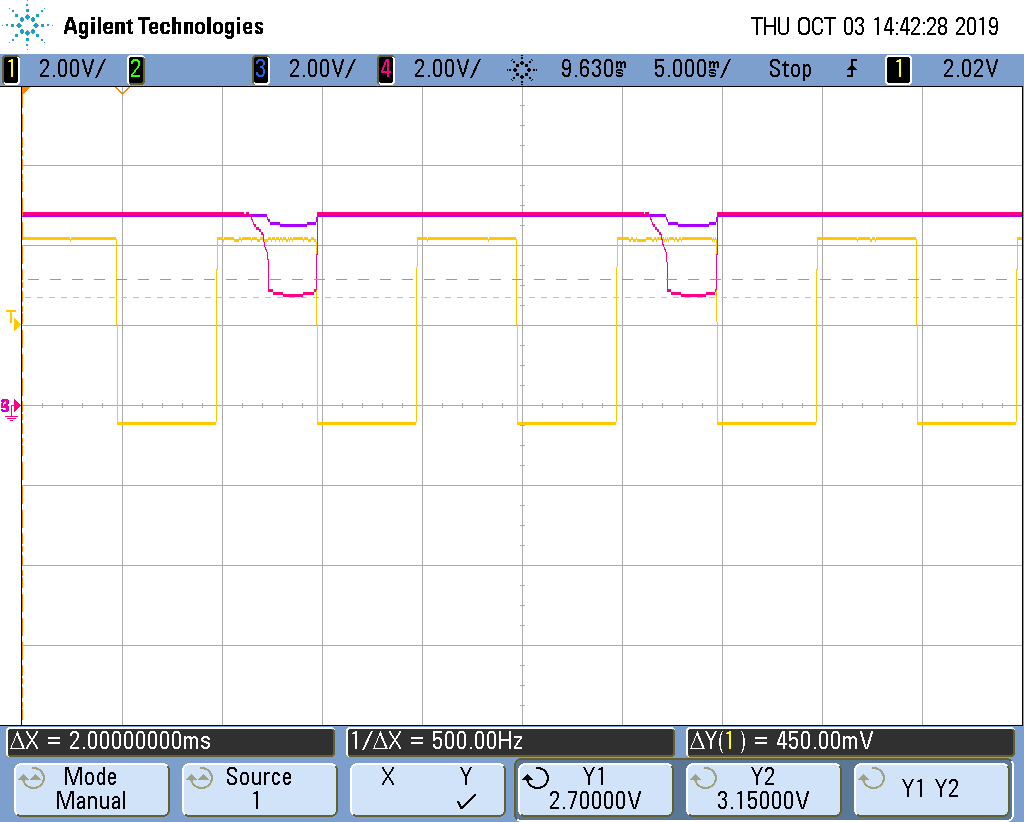 Agilent Technologies THU OCT 03 14:42:28 2019
1 2.00V/ 2 3 2.00V/ 4 2.00V/ 9.630ms 5.000ms/ Stop 1 2.02V
T
3
ΔX = 2.00000000ms 1/ΔX = 500.00Hz ΔY(1) = 450.00mV
Mode Source X Y Y1 Y2 Y1 Y2
Manual 1 ✓ 2.70000V 3.15000V